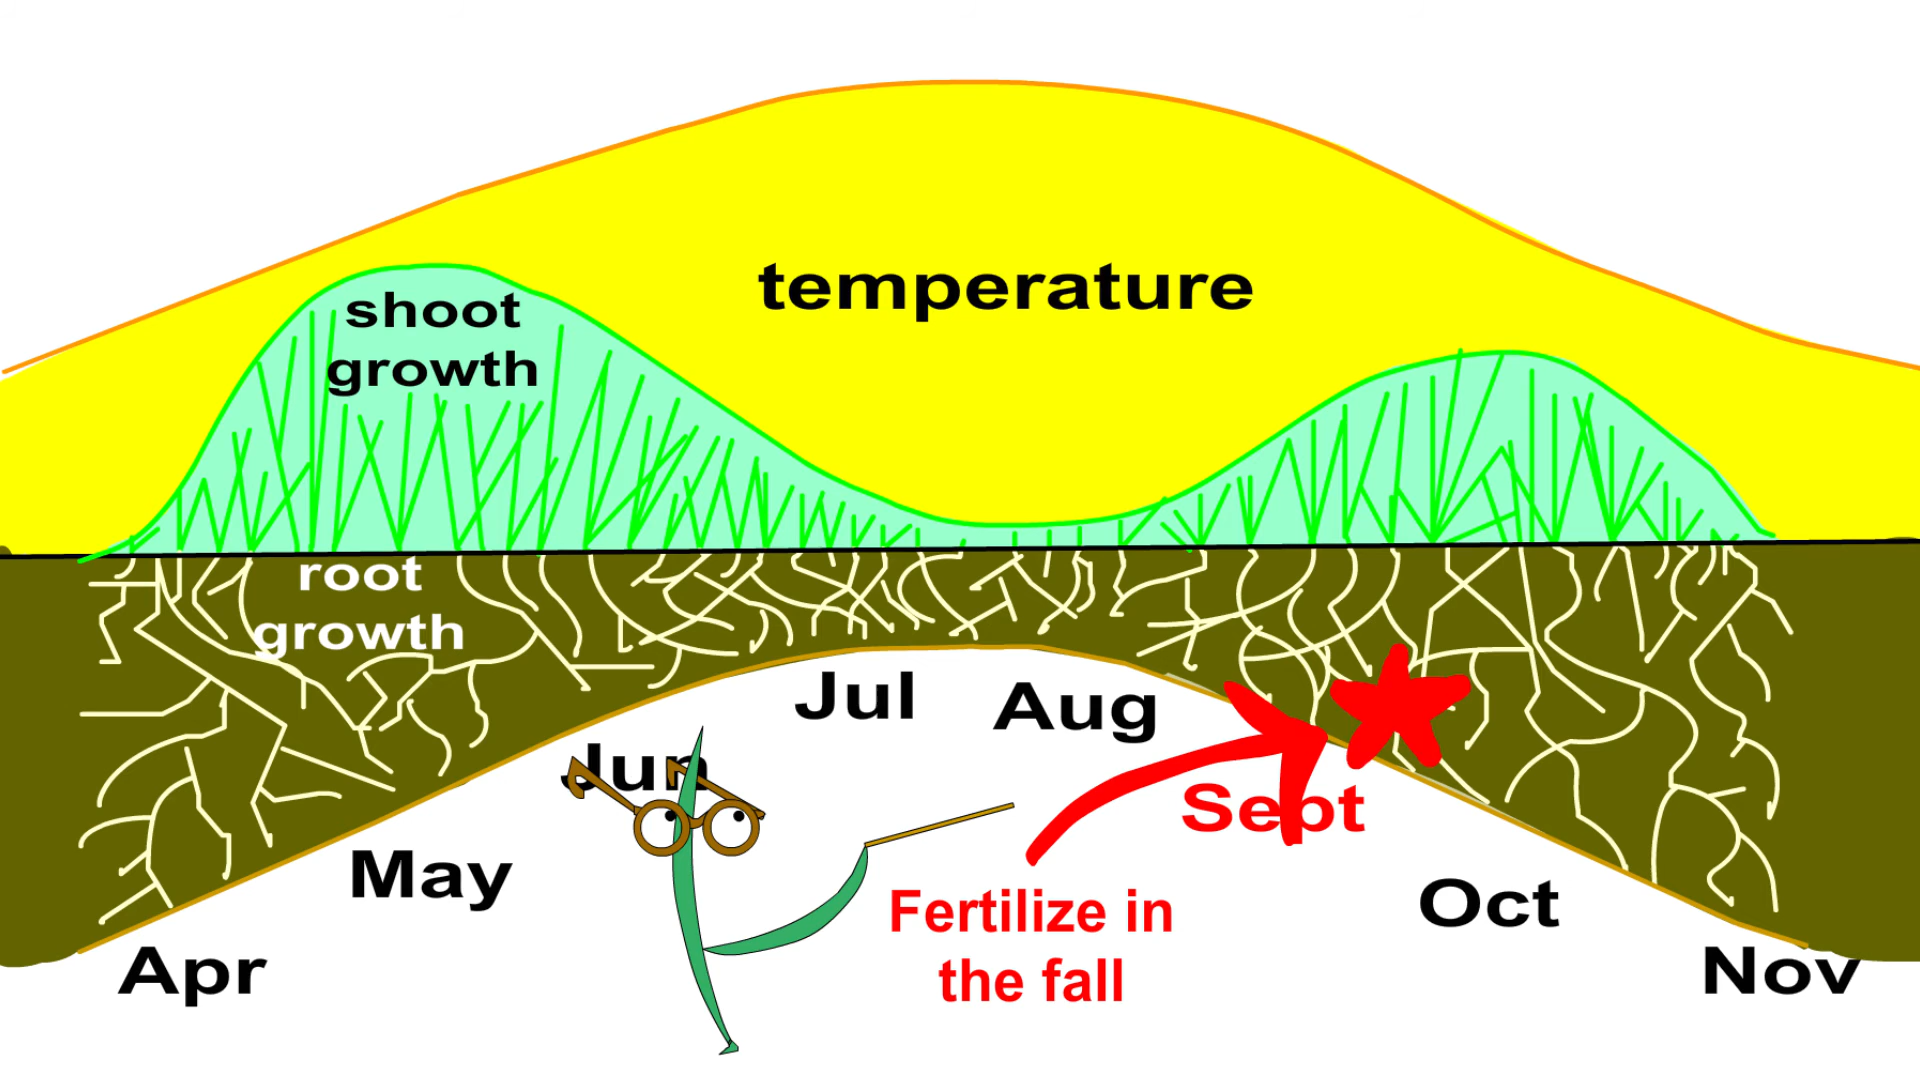 temperature
shoot
growth
root
growth
Apr
May
Jun
Jul
Aug
Sept
Oct
Nov
Fertilize in
the fall